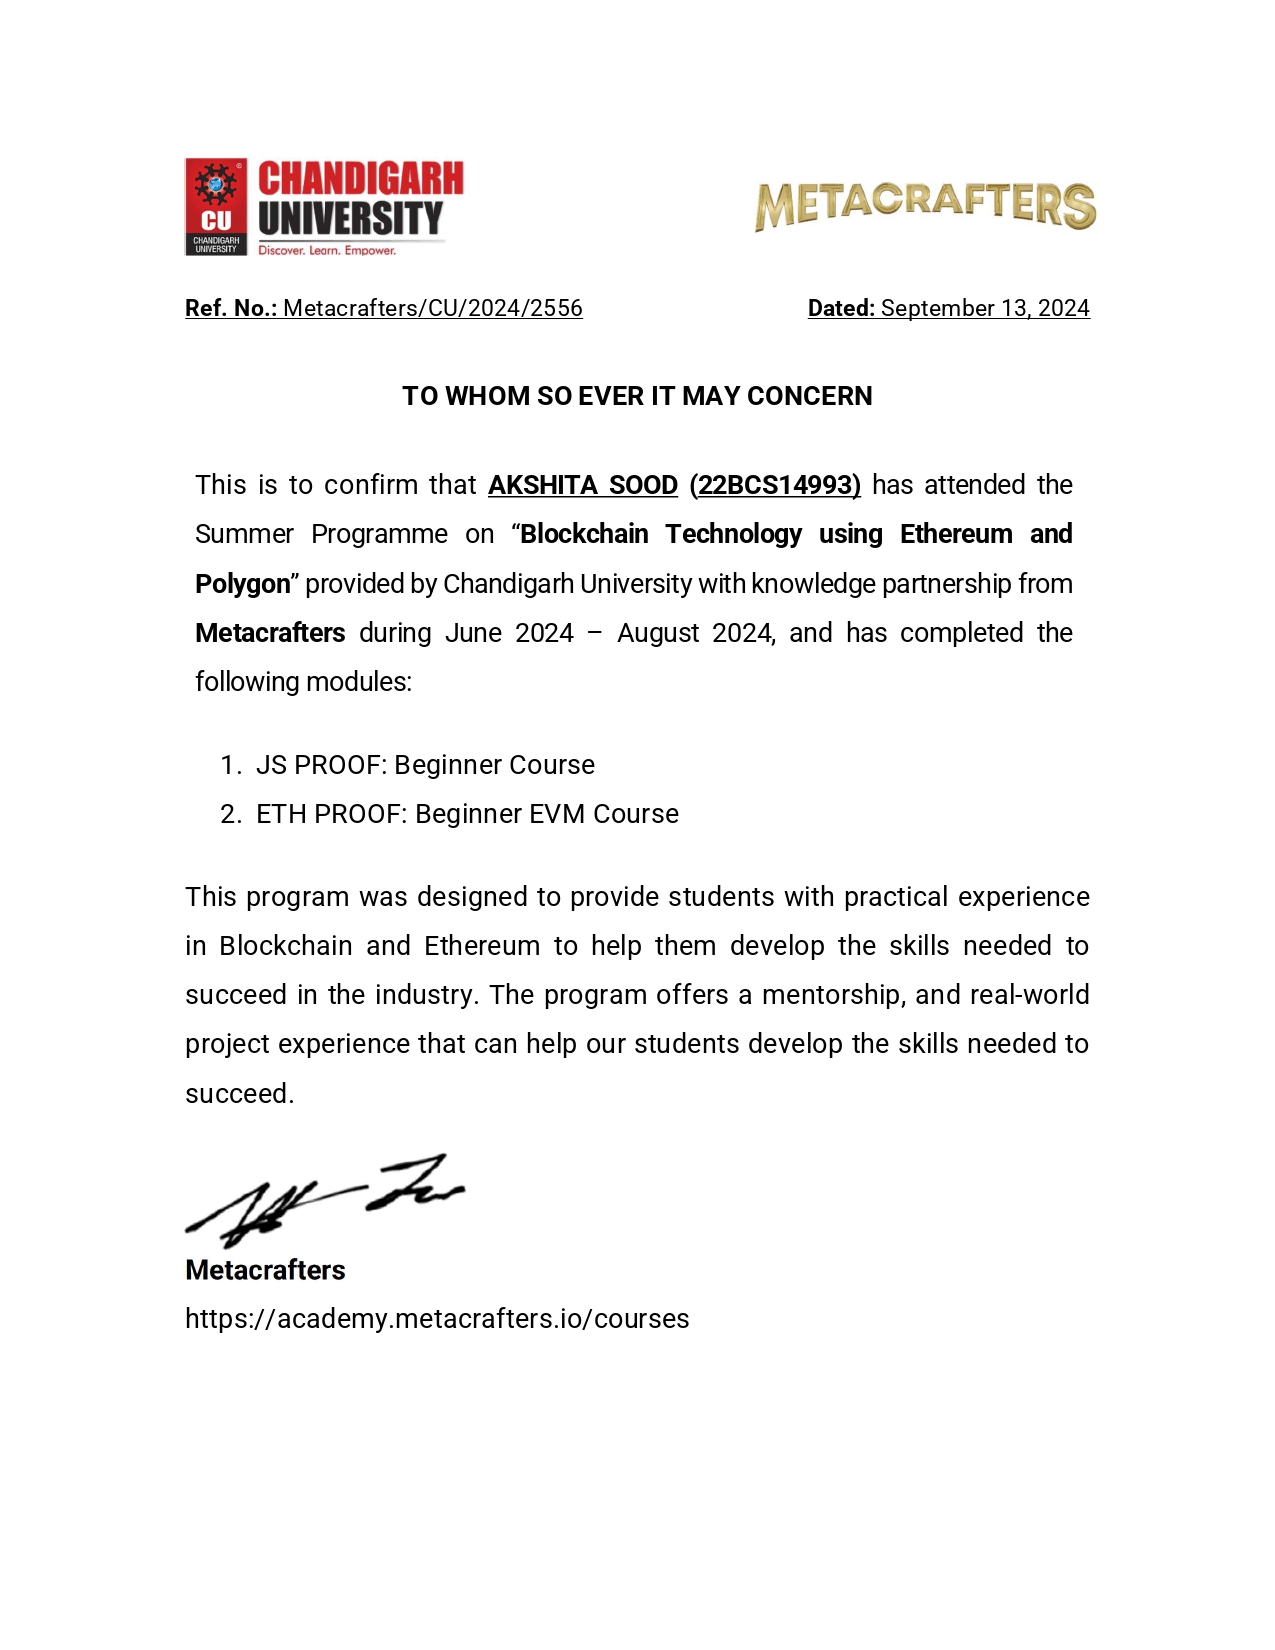 CU
CHANDIGARH
UNIVERSITY
CHANDIGARH
UNIVERSITY
Discover. Learn. Empower.
METACRAFTERS
Ref. No.: Metacrafters/CU/2024/2556
Dated: September 13, 2024
TO WHOM SO EVER IT MAY CONCERN
This is to confirm that AKSHITA SOOD (22BCS14993) has attended the
Summer Programme on “Blockchain Technology using Ethereum and
Polygon” provided by Chandigarh University with knowledge partnership from
Metacrafters during June 2024 – August 2024, and has completed the
following modules:
1. JS PROOF: Beginner Course
2. ETH PROOF: Beginner EVM Course
This program was designed to provide students with practical experience
in Blockchain and Ethereum to help them develop the skills needed to
succeed in the industry. The program offers a mentorship, and real-world
project experience that can help our students develop the skills needed to
succeed.
Metacrafters
https://academy.metacrafters.io/courses